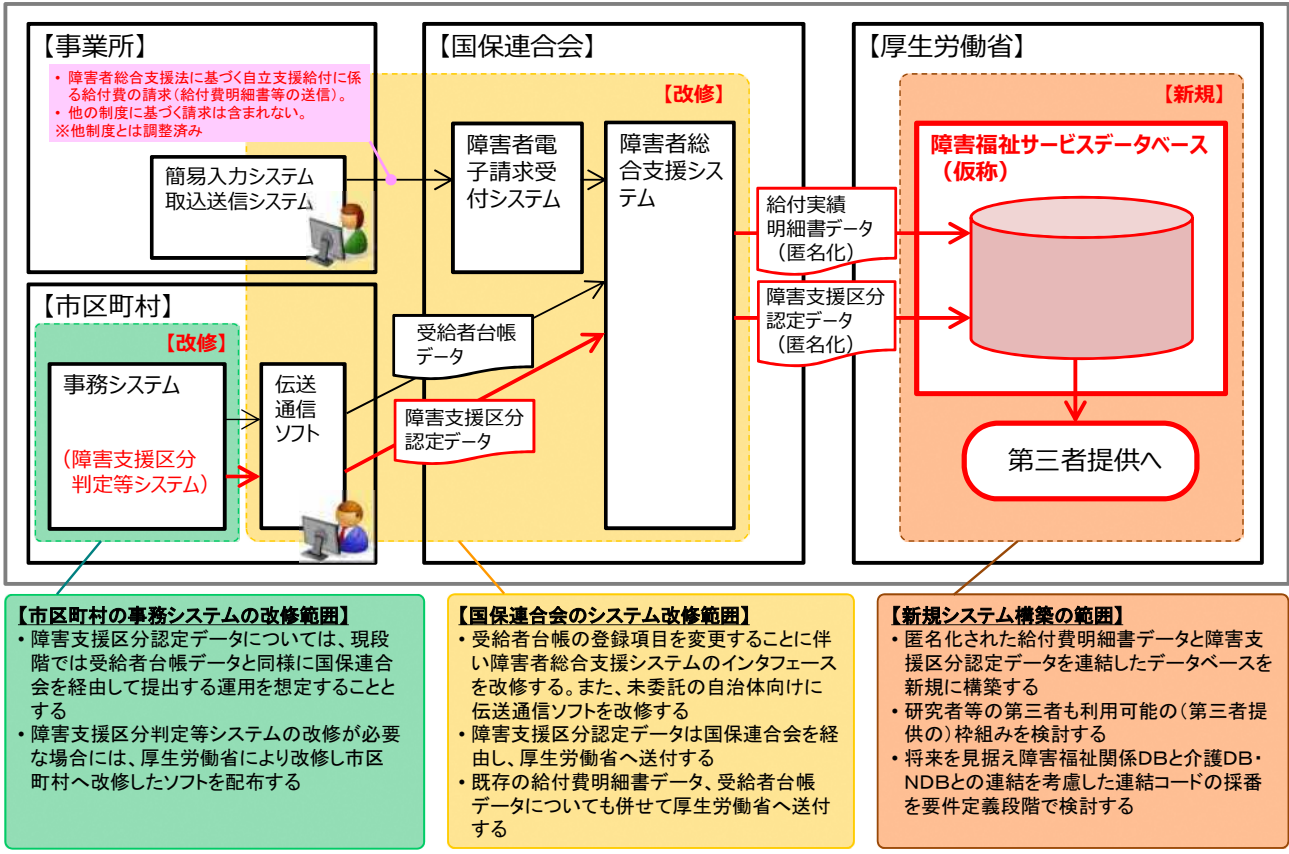 【事業所】
• 障害者総合支援法に基づく自立支援給付に係
る給付費の請求(給付費明細書等の送信)。
• 他の制度に基づく請求は含まれない。
※他制度とは調整済み
簡易入力システム
取込送信システム
【国保連合会】
【改修】
障害者電
子請求受
付システム
障害者総
合支援シス
テム
【厚生労働省】
【新規】
障害福祉サービスデータベース
（仮称）
給付実績
明細書データ
（匿名化）
障害支援区分
認定データ
（匿名化）
第三者提供へ
【市区町村】
【改修】
事務システム
(障害支援区分
判定等システム)
伝送
通信
ソフト
受給者台帳
データ
障害支援区分
認定データ
【市区町村の事務システムの改修範囲】
• 障害支援区分認定データについては、現段
階では受給者台帳データと同様に国保連合
会を経由して提出する運用を想定することと
する
• 障害支援区分判定等システムの改修が必要
な場合には、厚生労働省により改修し市区
町村へ改修したソフトを配布する
【国保連合会のシステム改修範囲】
• 受給者台帳の登録項目を変更することに伴
い障害者総合支援システムのインタフェース
を改修する。また、未委託の自治体向けに
伝送通信ソフトを改修する
• 障害支援区分認定データは国保連合会を経
由し、厚生労働省へ送付する
• 既存の給付費明細書データ、受給者台帳
データについても併せて厚生労働省へ送付
する
【新規システム構築の範囲】
• 匿名化された給付費明細書データと障害支
援区分認定データを連結したデータベースを
新規に構築する
• 研究者等の第三者も利用可能の(第三者提
供の)枠組みを検討する
• 将来を見据え障害福祉関係DBと介護DB・
NDBとの連結を考慮した連結コードの採番
を要件定義段階で検討する